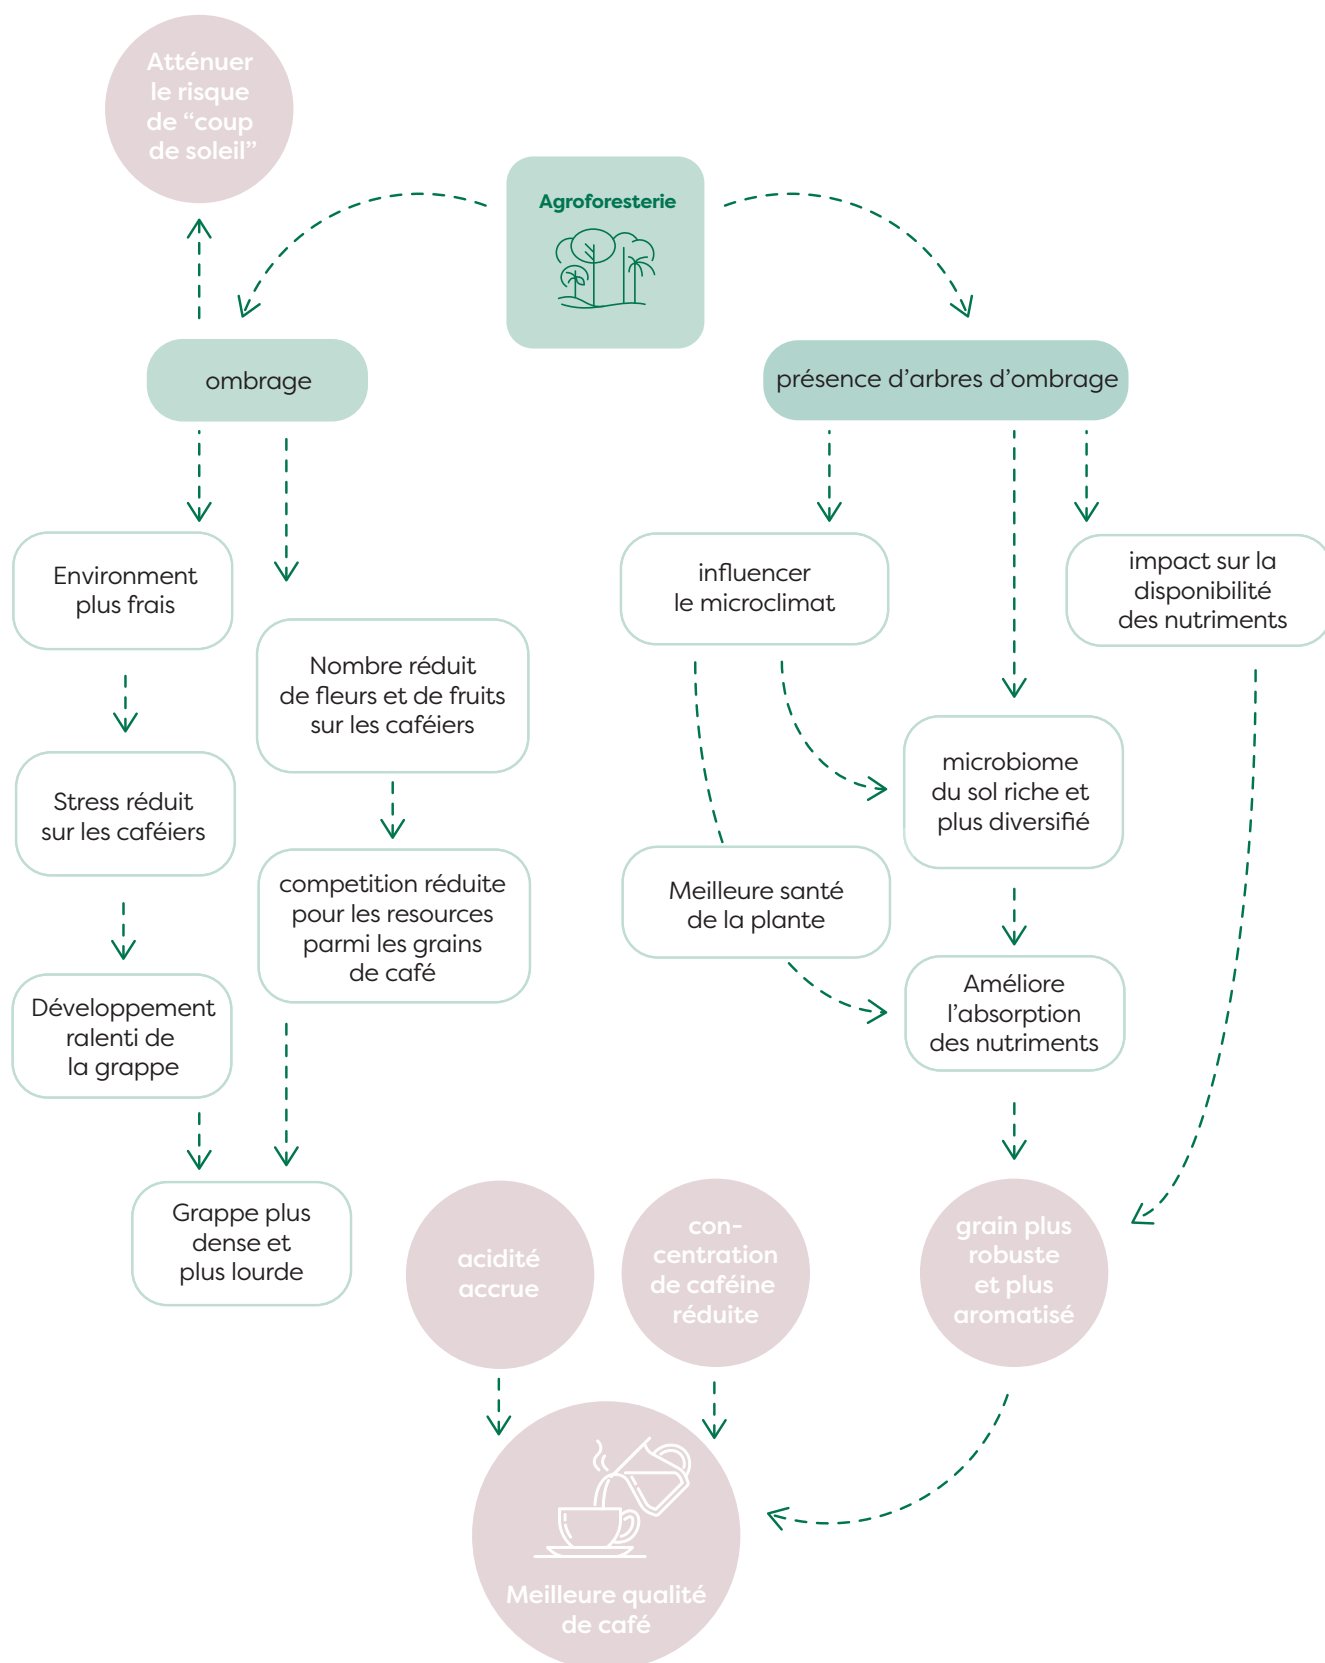 Atténuer
le risque
de “coup
de soleil”
Agroforesterie
ombrage
présence d’arbres d’ombrage
Environment
plus frais
Nombre réduit
de fleurs et de fruits
sur les caféiers
Stress réduit
sur les caféiers
competition réduite
pour les resources
parmi les grains
de café
Développement
ralenti de
la grappe
Grappe plus
dense et
plus lourde
influencer
le microclimat
impact sur la
disponibilité
des nutriments
microbiome
du sol riche et
plus diversifié
Meilleure santé
de la plante
Améliore
l’absorption
des nutriments
acidité
accrue
con-
centration
de caféine
réduite
grain plus
robuste
et plus
aromatisé
Meilleure qualité
de café